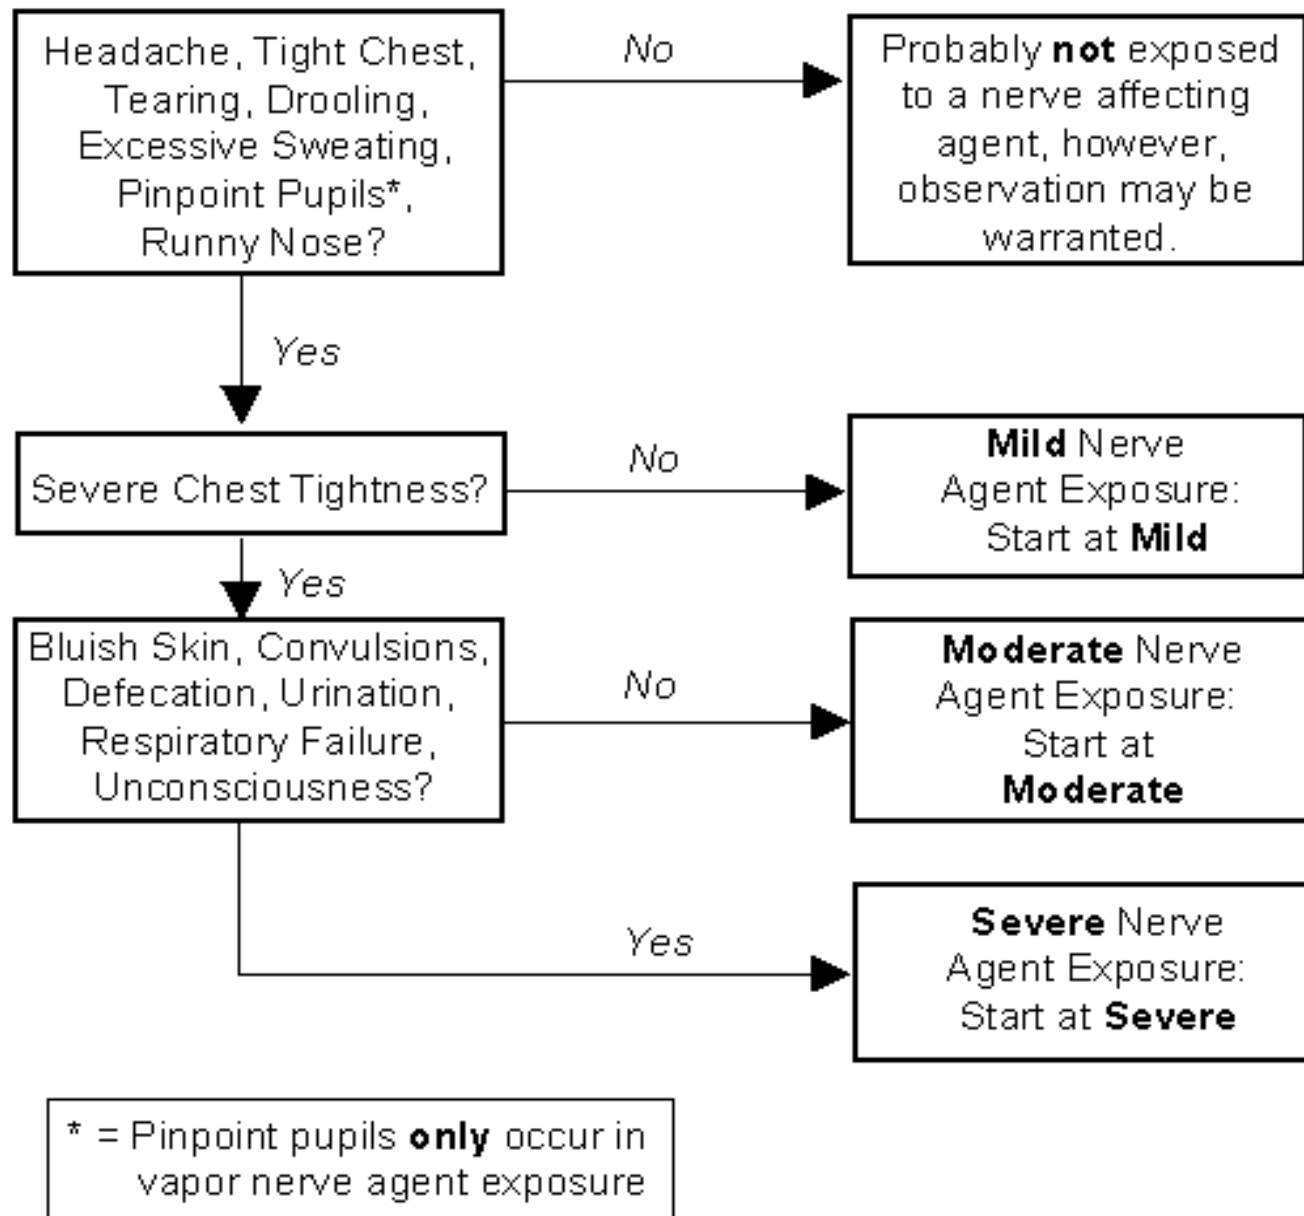 Headache, Tight Chest,
Tearing, Drooling,
Excessive Sweating,
Pinpoint Pupils*,
Runny Nose?
No
Probably not exposed
to a nerve affecting
agent, however,
observation may be
warranted.
Yes
Severe Chest Tightness?
No
Mild Nerve
Agent Exposure:
Start at Mild
Yes
Bluish Skin, Convulsions,
Defecation, Urination,
Respiratory Failure,
Unconsciousness?
No
Moderate Nerve
Agent Exposure:
Start at
Moderate
Yes
Severe Nerve
Agent Exposure:
Start at Severe
* = Pinpoint pupils only occur in
vapor nerve agent exposure